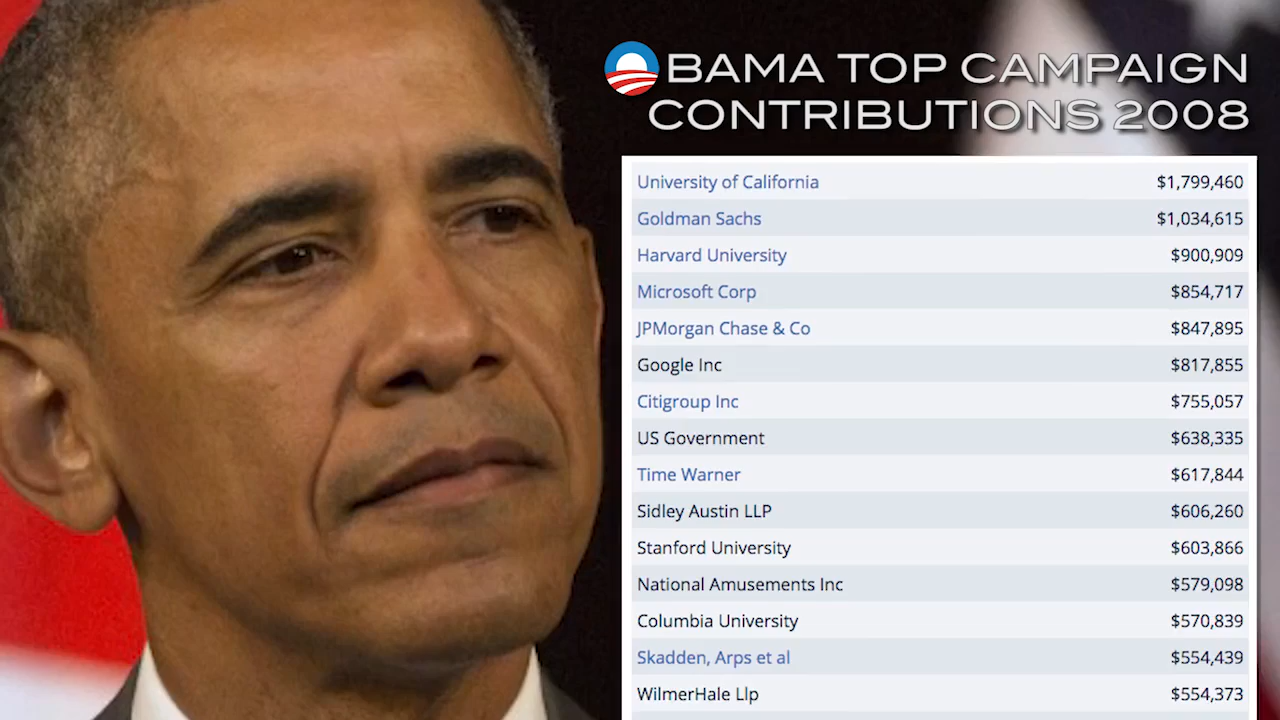 OBAMA TOP CAMPAIGN
CONTRIBUTIONS 2008
University of California $1,799,460
Goldman Sachs $1,034,615
Harvard University $900,909
Microsoft Corp $854,717
JPMorgan Chase & Co $847,895
Google Inc $817,855
Citigroup Inc $755,057
US Government $638,335
Time Warner $617,844
Sidley Austin LLP $606,260
Stanford University $603,866
National Amusements Inc $579,098
Columbia University $570,839
Skadden, Arps et al $554,439
WilmerHale Llp $554,373